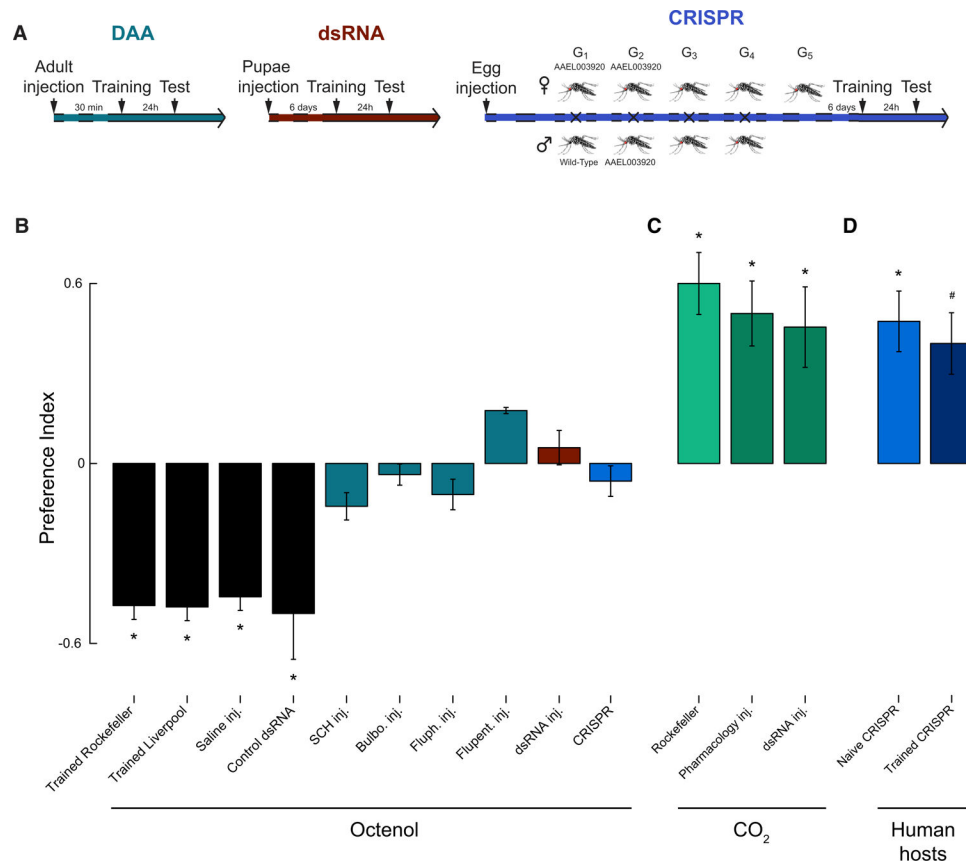 A
DAA
dsRNA
CRISPR
Adult injection
Training
Test
30 min
24h
Pupae injection
Training
Test
6 days
24h
Egg injection
G1
G2
G3
G4
G5
AAEL003920
AAEL003920
♀
Training
Test
6 days
24h
♂
Wild-Type
AAEL003920
B
C
D
Preference Index
0.6
0
-0.6
*
*
*
*
*
*
*
*
#
Trained Rockefeller
Trained Liverpool
Saline inj.
Control dsRNA
SCH inj.
Bulbo. inj.
Fluph. inj.
Flupent. inj.
dsRNA inj.
CRISPR
Rockefeller
Pharmacology inj.
dsRNA inj.
Naive CRISPR
Trained CRISPR
Octenol
CO2
Human
hosts